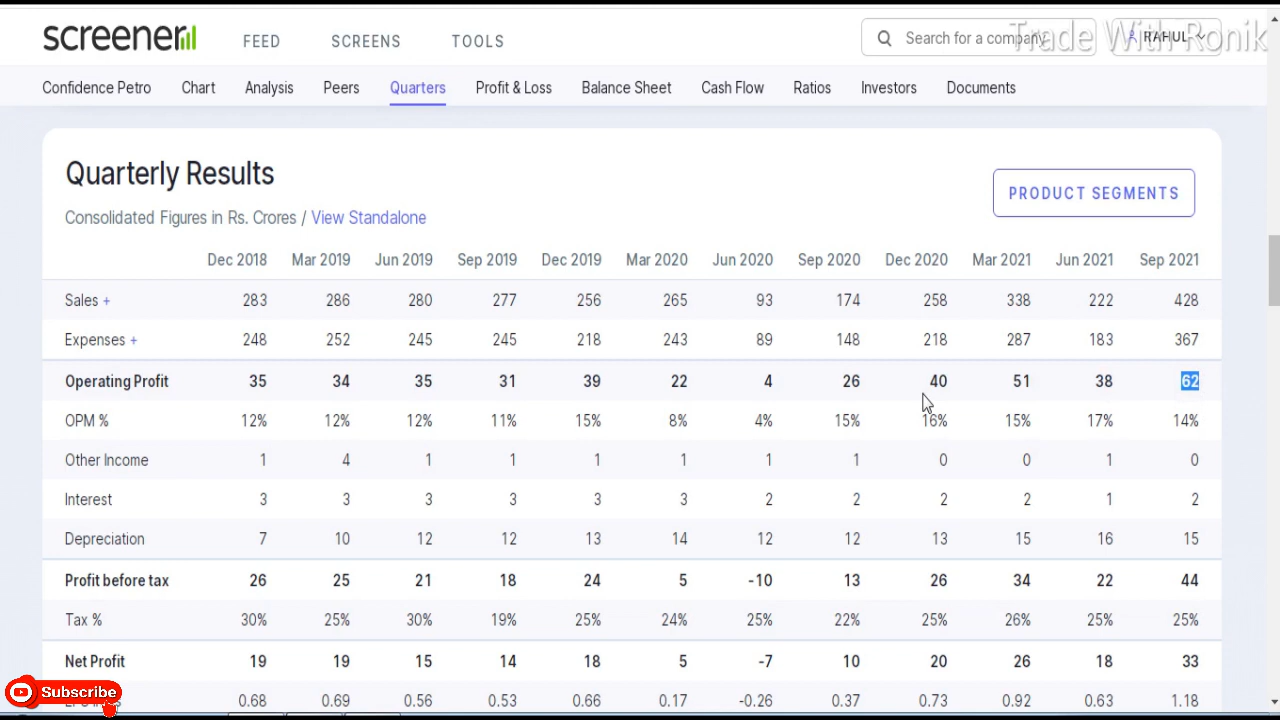 screener FEED SCREENS TOOLS Search for a company RAHUL
Trade With Ronik
Confidence Petro Chart Analysis Peers Quarters Profit & Loss Balance Sheet Cash Flow Ratios Investors Documents
Quarterly Results
PRODUCT SEGMENTS
Consolidated Figures in Rs. Crores / View Standalone
Dec 2018 Mar 2019 Jun 2019 Sep 2019 Dec 2019 Mar 2020 Jun 2020 Sep 2020 Dec 2020 Mar 2021 Jun 2021 Sep 2021
Sales + 283 286 280 277 256 265 93 174 258 338 222 428
Expenses + 248 252 245 245 218 243 89 148 218 287 183 367
Operating Profit 35 34 35 31 39 22 4 26 40 51 38 62
OPM % 12% 12% 12% 11% 15% 8% 4% 15% 16% 15% 17% 14%
Other Income 1 4 1 1 1 1 1 1 0 0 1 0
Interest 3 3 3 3 3 3 2 2 2 2 1 2
Depreciation 7 10 12 12 13 14 12 12 13 15 16 15
Profit before tax 26 25 21 18 24 5 -10 13 26 34 22 44
Tax % 30% 25% 30% 19% 25% 24% 25% 22% 25% 26% 25% 25%
Net Profit 19 19 15 14 18 5 -7 10 20 26 18 33
Subscribe
0.68 0.69 0.56 0.53 0.66 0.17 -0.26 0.37 0.73 0.92 0.63 1.18